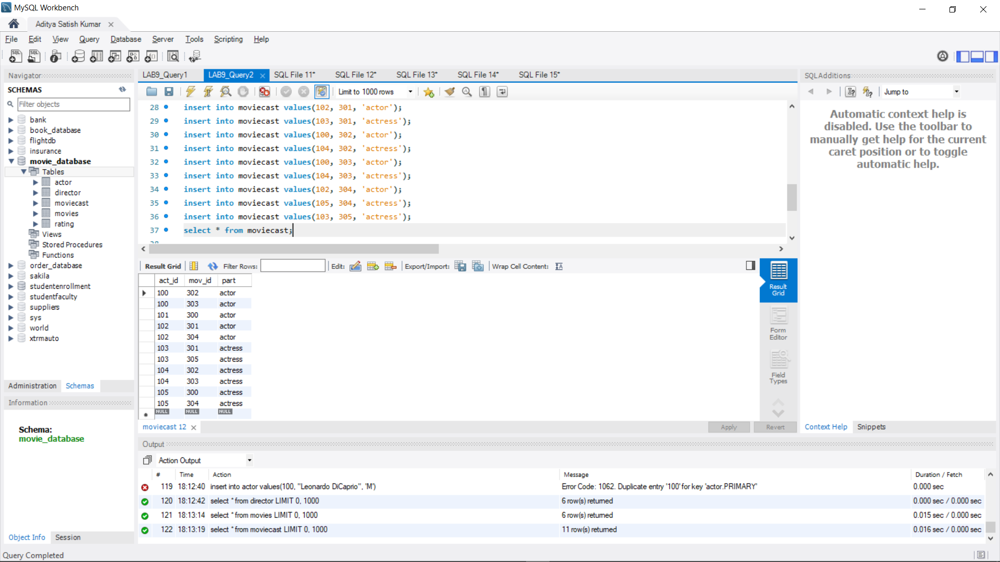 MySQL Workbench
Aditya Satish Kumar
File Edit View Query Database Server Tools Scripting Help
Navigator
SCHEMAS
Filter objects
bank
book_database
flightdb
insurance
movie_database
Tables
actor
director
moviecast
movies
rating
Views
Stored Procedures
Functions
order_database
sakila
studentenrollment
studentfaculty
suppliers
sys
world
xtrmauto
Administration Schemas
Information
Schema:
movie_database
Object Info Session
LAB9_Query1 LAB9_Query2 SQL File 11* SQL File 12* SQL File 13* SQL File 14* SQL File 15*
Limit to 1000 rows
28 insert into moviecast values(102, 301, 'actor');
29 insert into moviecast values(103, 301, 'actress');
30 insert into moviecast values(100, 302, 'actor');
31 insert into moviecast values(104, 302, 'actress');
32 insert into moviecast values(100, 303, 'actor');
33 insert into moviecast values(104, 303, 'actress');
34 insert into moviecast values(102, 304, 'actor');
35 insert into moviecast values(105, 304, 'actress');
36 insert into moviecast values(103, 305, 'actress');
37 select * from moviecast;
38
Result Grid Filter Rows: Edit: Export/Import: Wrap Cell Content:
act_id mov_id part
100 302 actor
100 303 actor
101 300 actor
102 301 actor
102 304 actor
103 301 actress
103 305 actress
104 302 actress
104 303 actress
105 300 actress
105 304 actress
NULL NULL NULL
Result
Grid
Form
Editor
Field
Types
moviecast 12
Apply Revert
SQLAdditions
Jump to
Automatic context help is
disabled. Use the toolbar to
manually get help for the current
caret position or to toggle
automatic help.
Context Help Snippets
Output
Action Output
# Time Action Message Duration / Fetch
119 18:12:40 insert into actor values(100, "Leonardo DiCaprio", 'M') Error Code: 1062. Duplicate entry '100' for key 'actor.PRIMARY' 0.000 sec
120 18:12:42 select * from director LIMIT 0, 1000 6 row(s) returned 0.000 sec / 0.000 sec
121 18:13:14 select * from movies LIMIT 0, 1000 6 row(s) returned 0.015 sec / 0.000 sec
122 18:13:19 select * from moviecast LIMIT 0, 1000 11 row(s) returned 0.016 sec / 0.000 sec
Query Completed